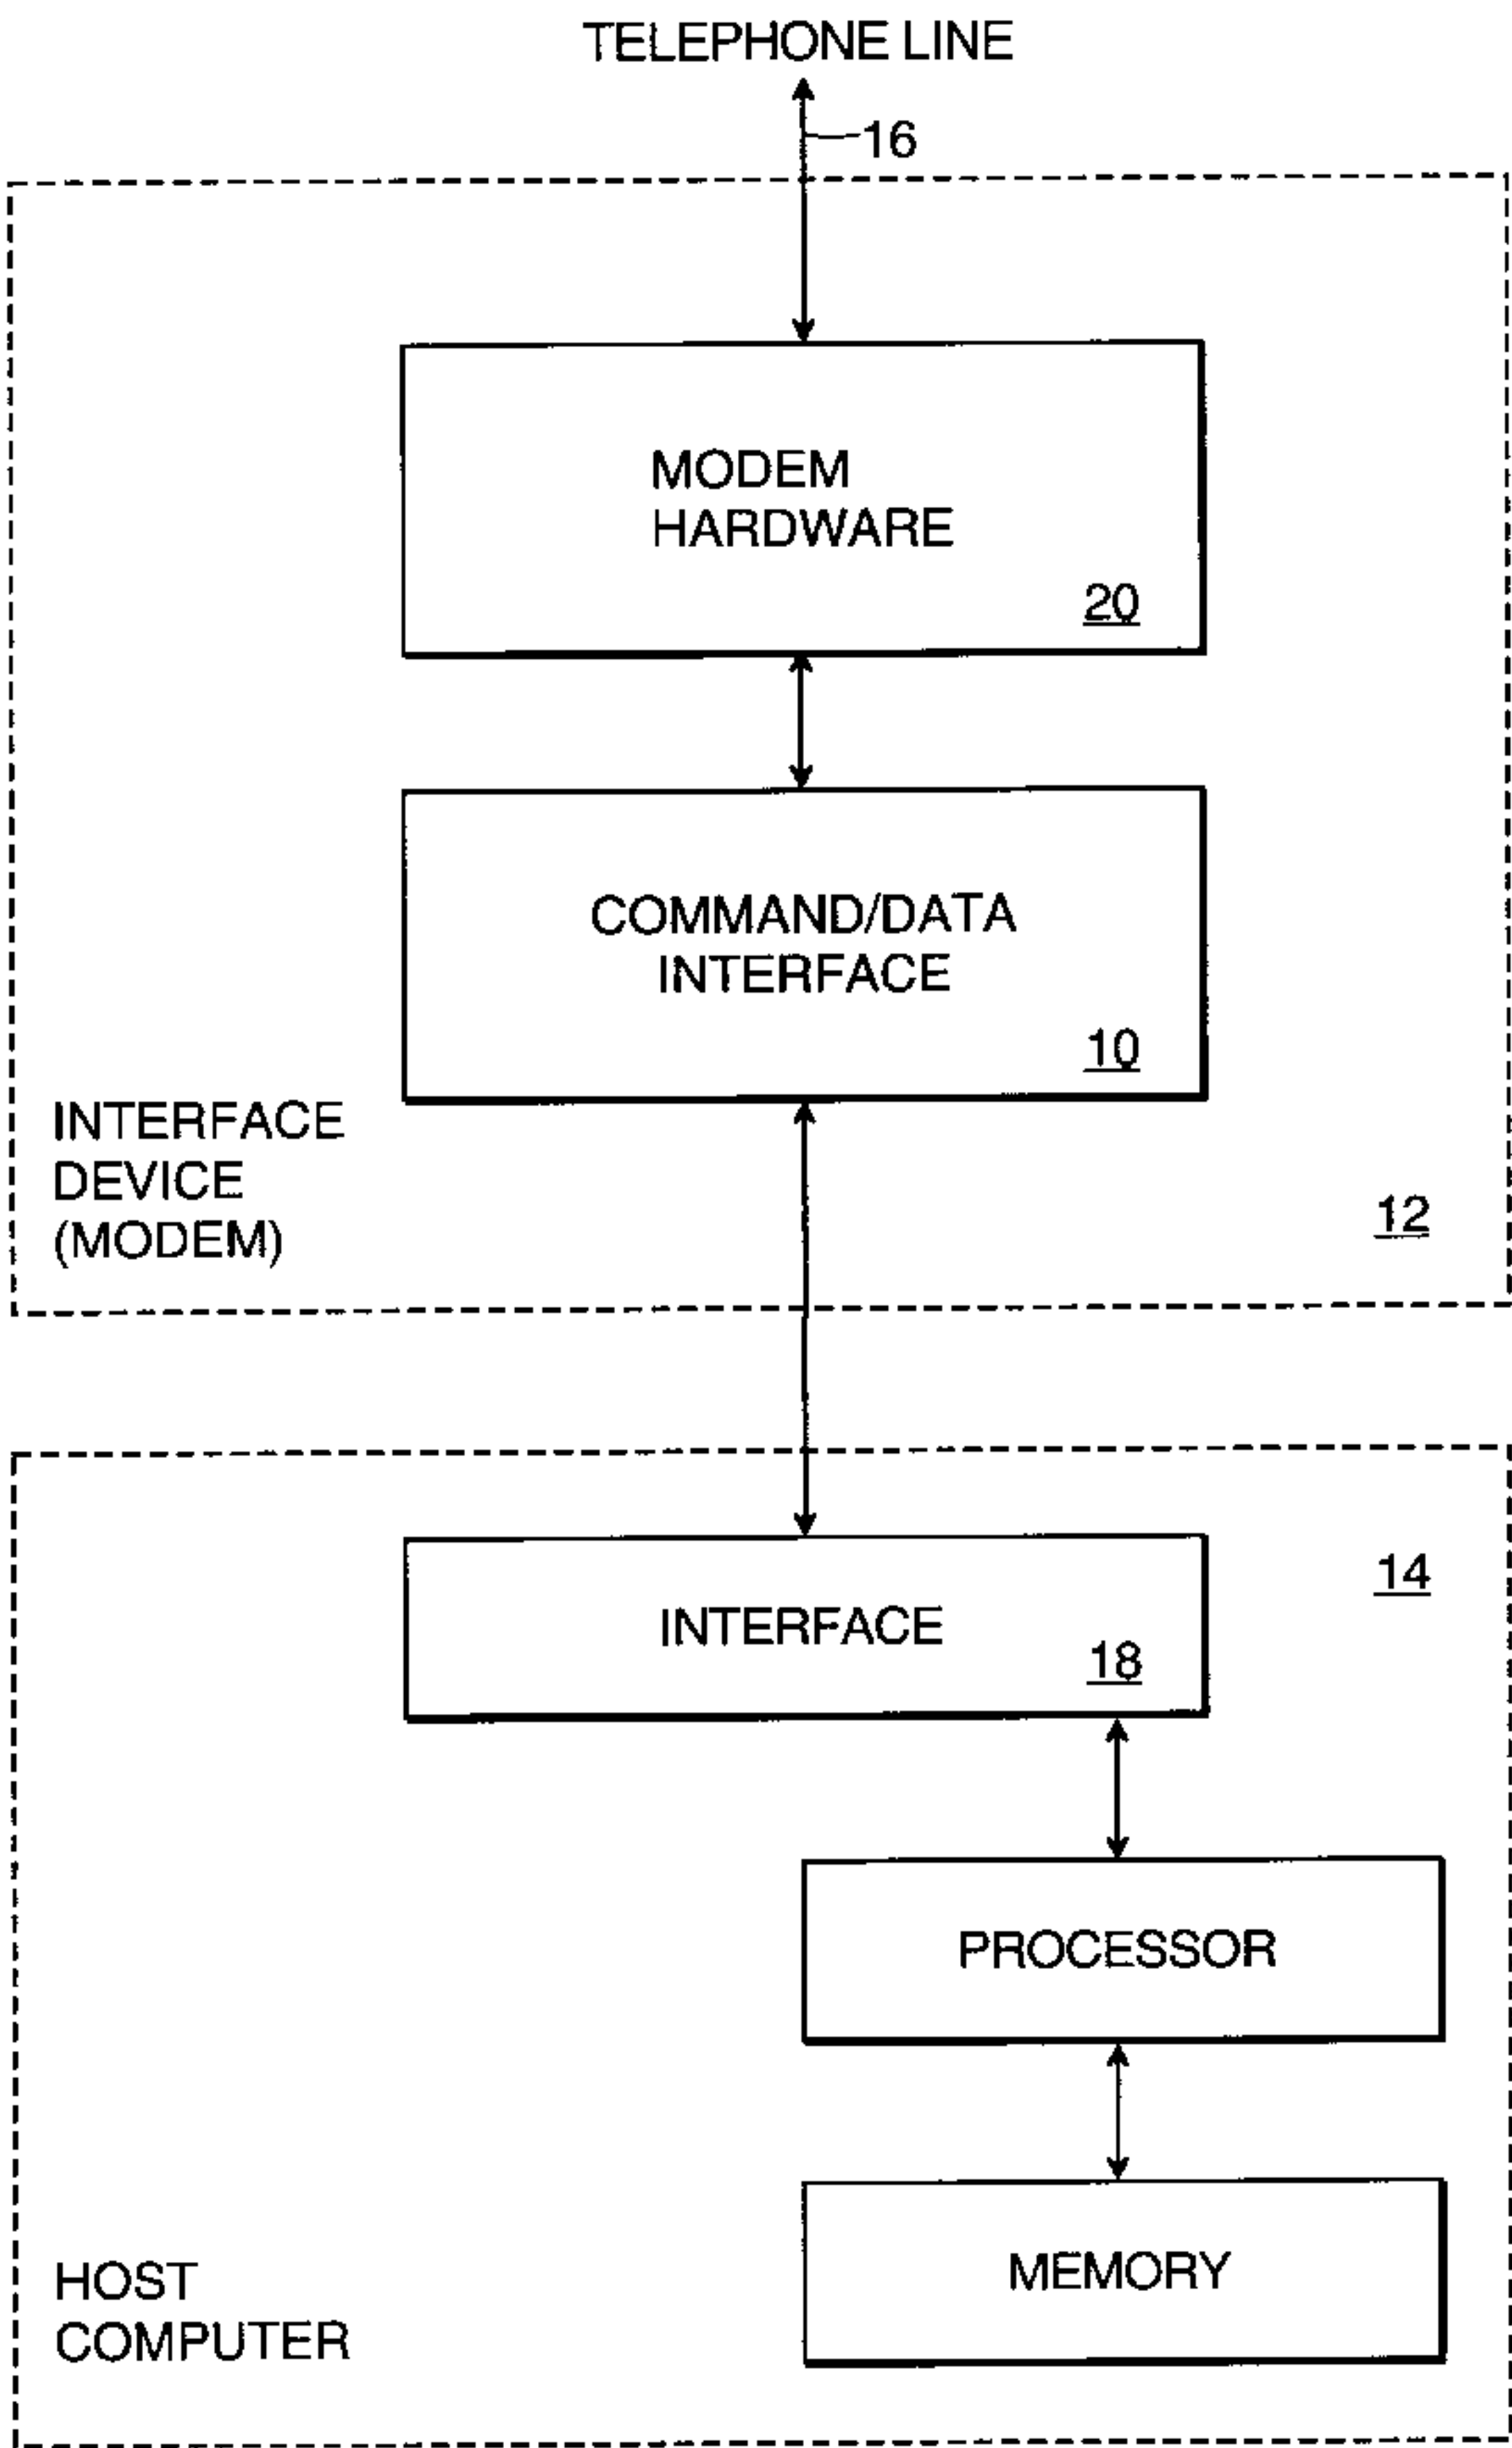 TELEPHONE LINE
16
MODEM
HARDWARE
20
COMMAND/DATA
INTERFACE
10
INTERFACE
DEVICE
(MODEM)
12
14
INTERFACE
18
PROCESSOR
MEMORY
HOST
COMPUTER